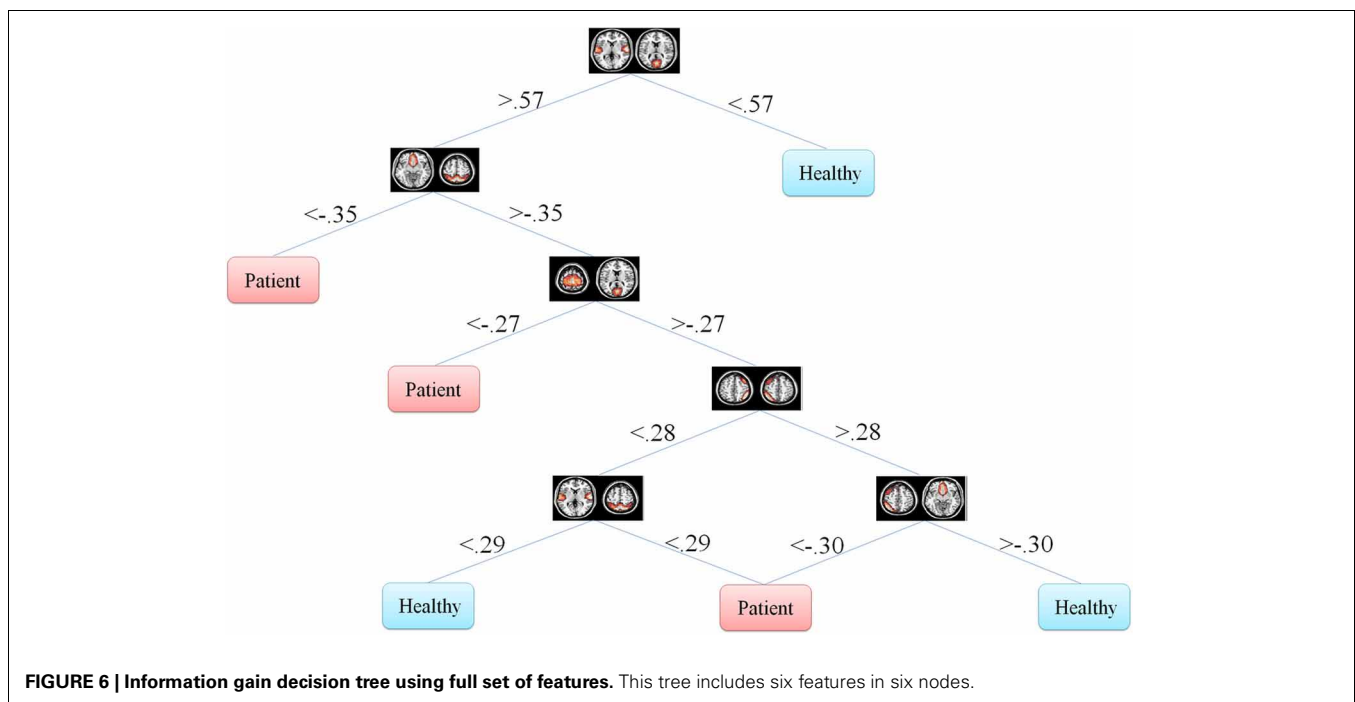 >.57
<.57
Healthy
<-.35
>-.35
Patient
<-.27
>-.27
Patient
<.28
>.28
<.29
<.29
<-.30
>-.30
Healthy
Patient
Healthy
FIGURE 6 | Information gain decision tree using full set of features. This tree includes six features in six nodes.